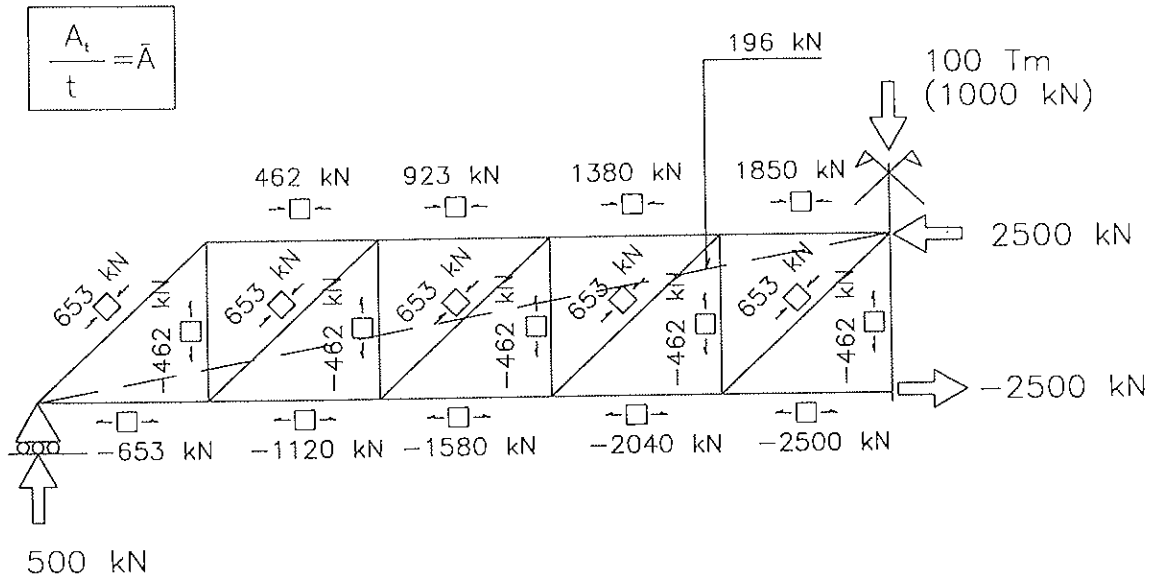 A_t
— = Ā
t
196 kN
100 Tm
(1000 kN)
462 kN
923 kN
1380 kN
1850 kN
2500 kN
653 kN
-462 kN
653 kN
-462 kN
653 kN
-462 kN
653 kN
-462 kN
653 kN
-462 kN
-2500 kN
-653 kN
-1120 kN
-1580 kN
-2040 kN
-2500 kN
500 kN